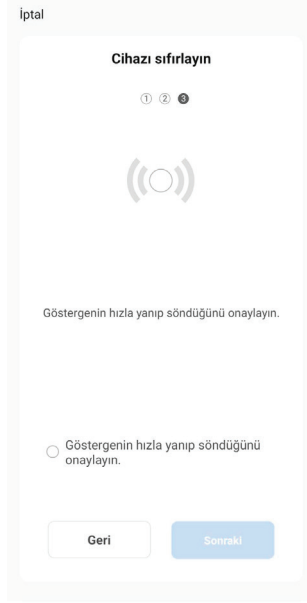 İptal
Cihazı sıfırlayın
① ② ❸
Göstergenin hızla yanıp söndüğünü onaylayın.
Göstergenin hızla yanıp söndüğünü
onaylayın.
Geri
Sonraki